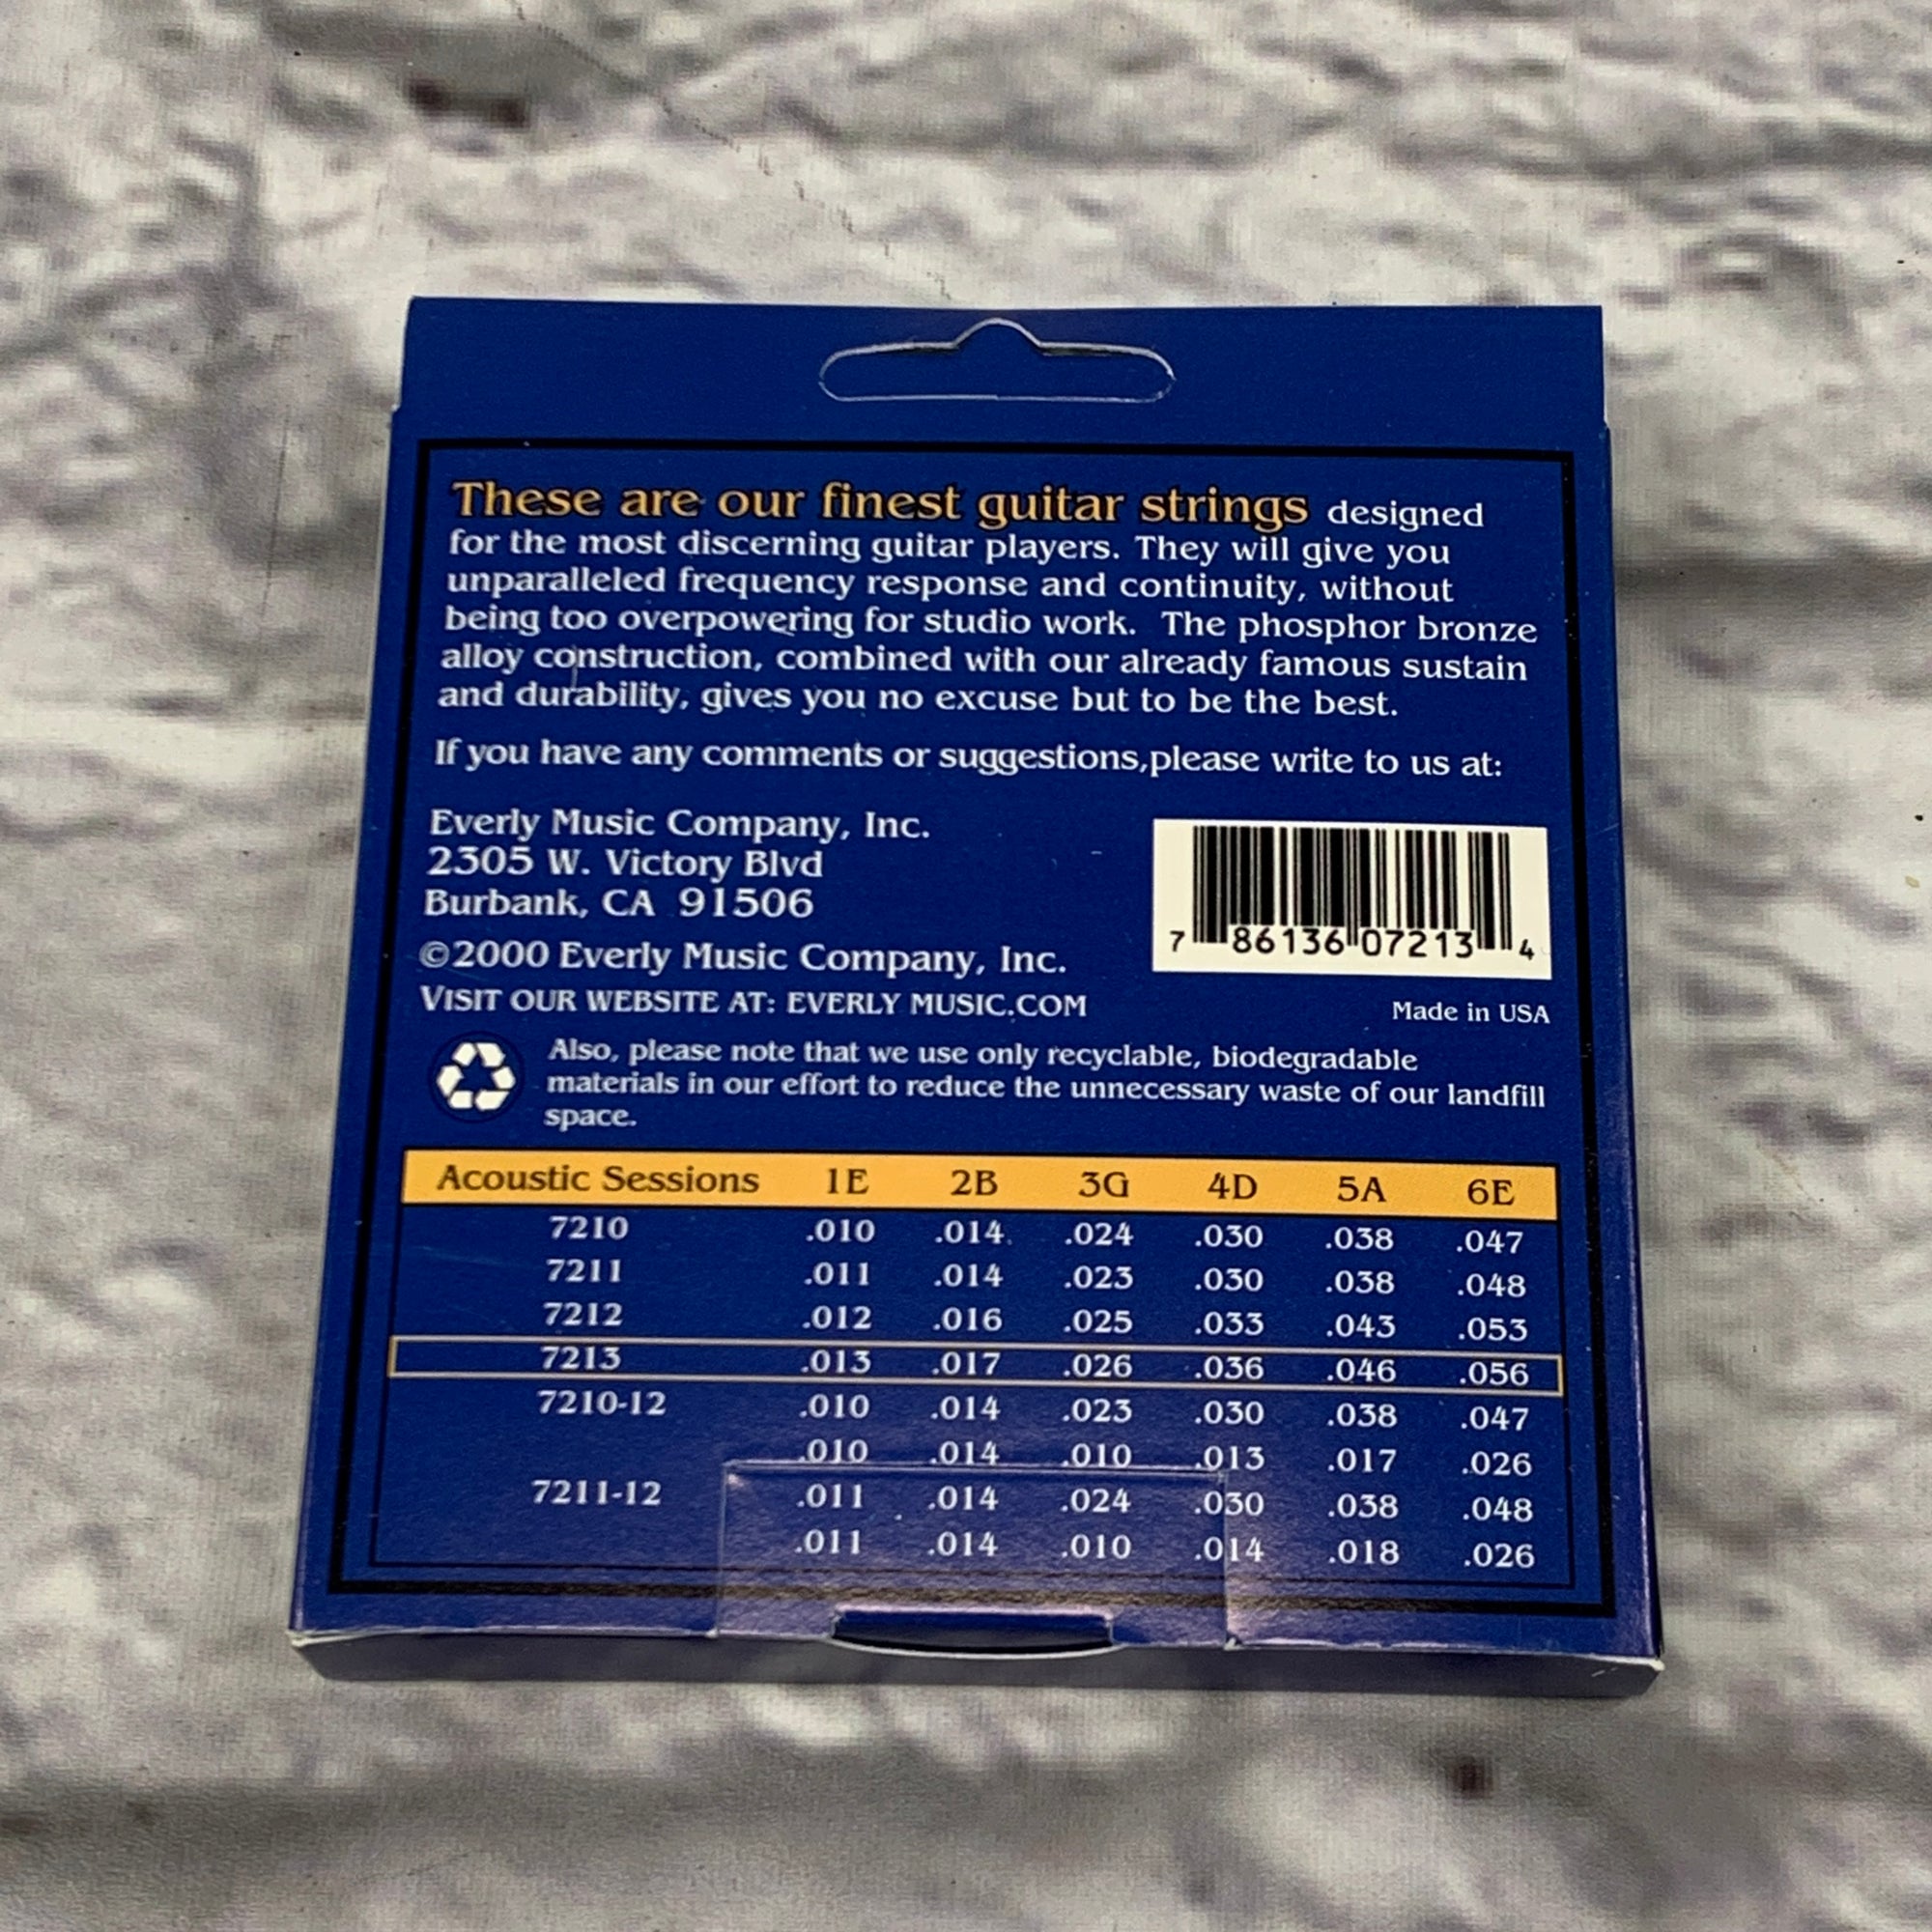 These are our finest guitar strings designed
for the most discerning guitar players. They will give you
unparalleled frequency response and continuity, without
being too overpowering for studio work. The phosphor bronze
alloy construction, combined with our already famous sustain
and durability, gives you no excuse but to be the best.
If you have any comments or suggestions,please write to us at:
Everly Music Company, Inc.
2305 W. Victory Blvd
Burbank, CA 91506
©2000 Everly Music Company, Inc.
VISIT OUR WEBSITE AT: EVERLY MUSIC.COM
7 86136 07213 4
Made in USA
Also, please note that we use only recyclable, biodegradable
materials in our effort to reduce the unnecessary waste of our landfill
space.
Acoustic Sessions 1E 2B 3G 4D 5A 6E
7210 .010 .014 .024 .030 .038 .047
7211 .011 .014 .023 .030 .038 .048
7212 .012 .016 .025 .033 .043 .053
7213 .013 .017 .026 .036 .046 .056
7210-12 .010 .014 .023 .030 .038 .047
.010 .014 .010 .013 .017 .026
7211-12 .011 .014 .024 .030 .038 .048
.011 .014 .010 .014 .018 .026